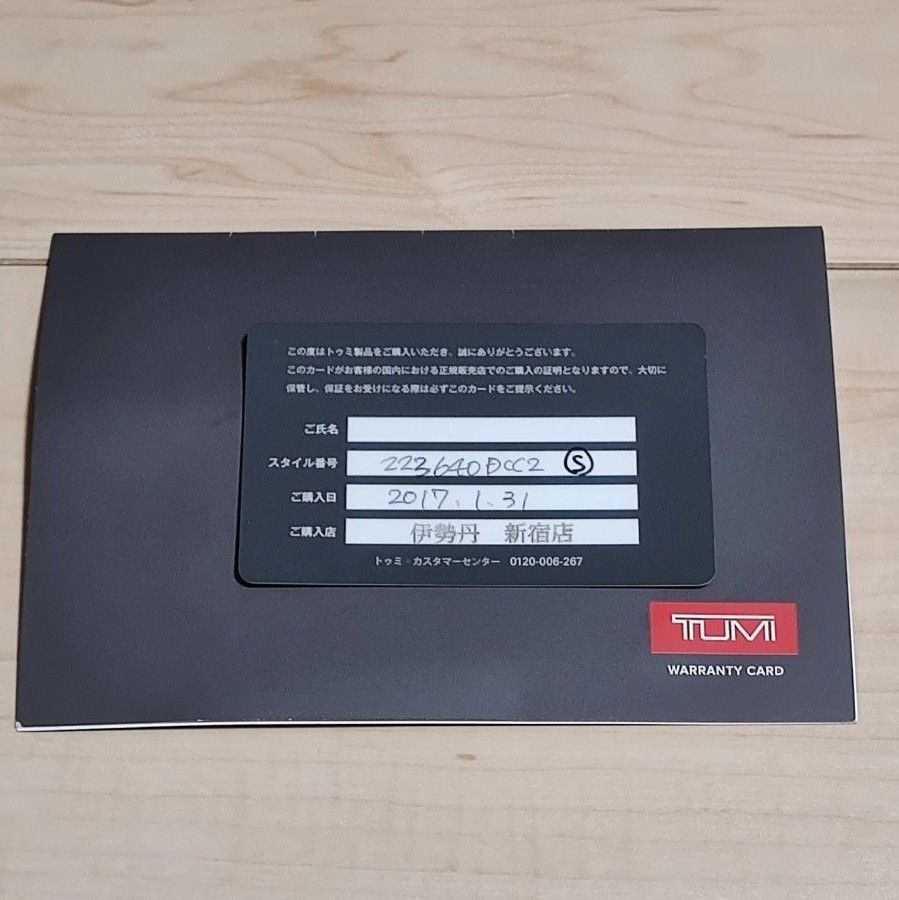 この度はトゥミ製品をご購入いただき、誠にありがとうございます。
このカードがお客様の国内における正規販売店でのご購入の証明となりますので、大切に
保管し、保証をお受けになる際は必ずこのカードをご提示ください。
ご氏名
スタイル番号 223640DCC2 Ⓢ
ご購入日 2017.1.31
ご購入店 伊勢丹 新宿店
トゥミ・カスタマーセンター 0120-006-267
TUMI
WARRANTY CARD